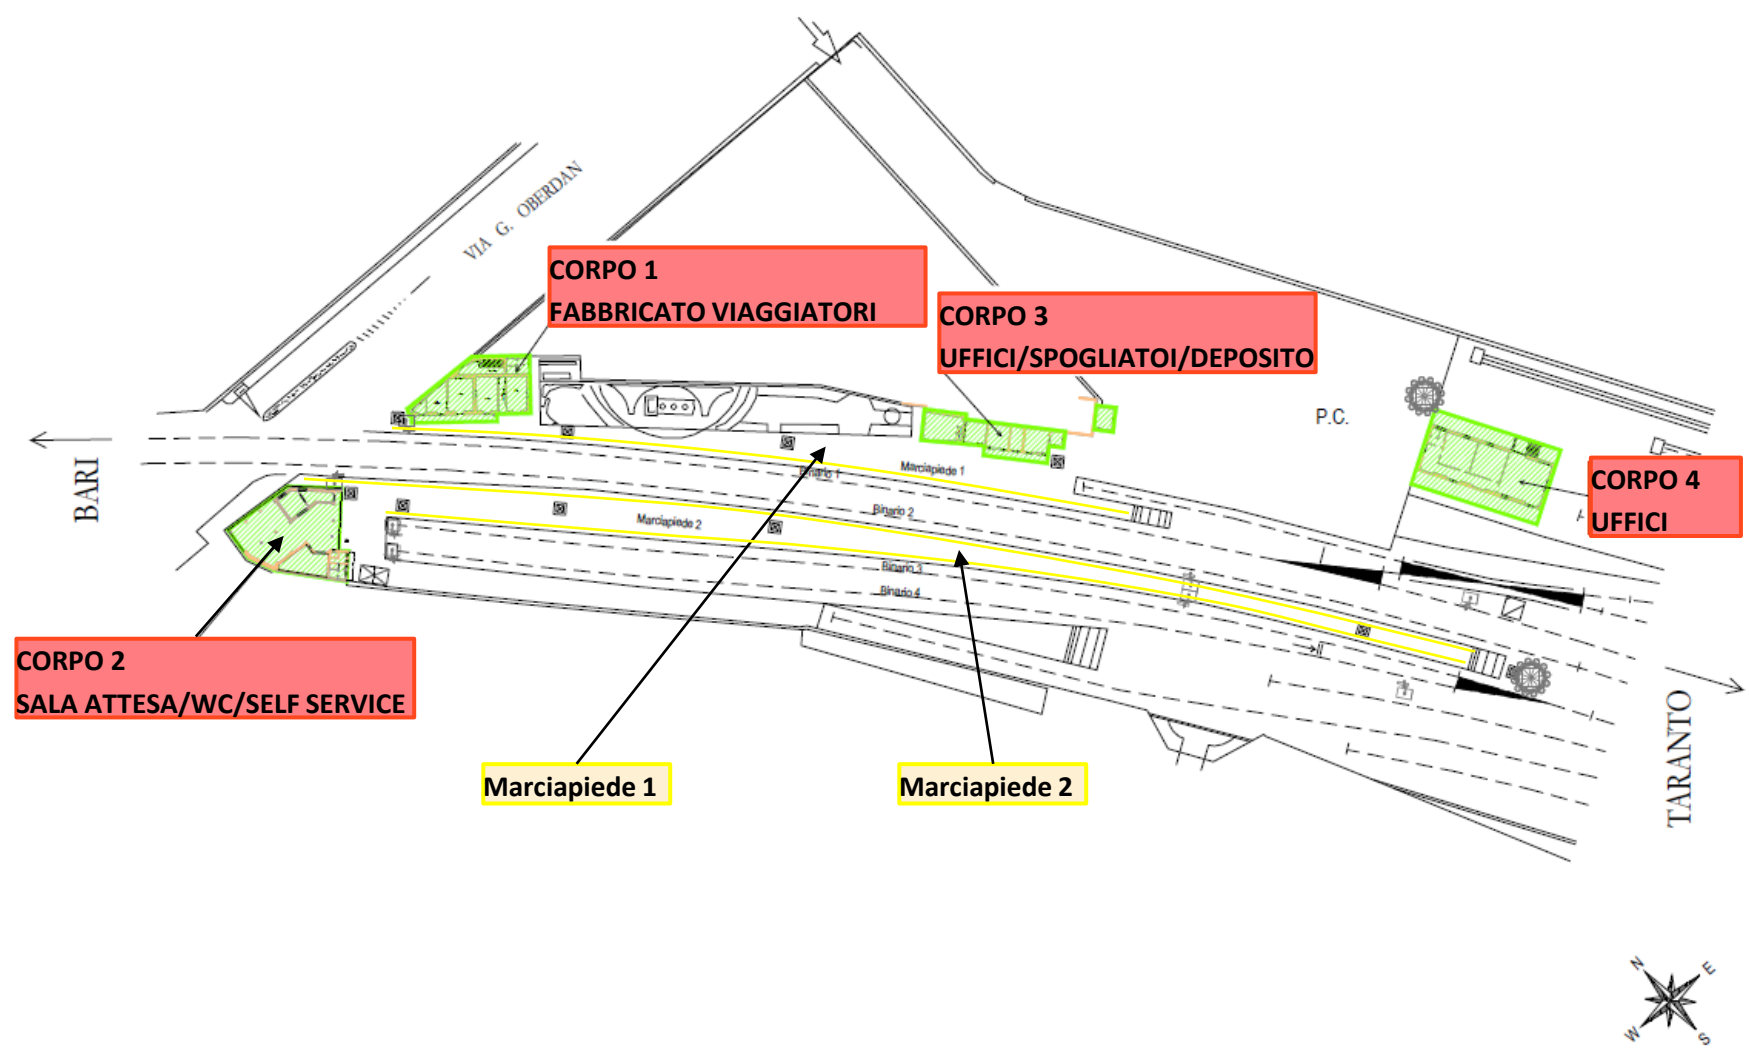 VIA G. OBERDAN
CORPO 1
FABBRICATO VIAGGIATORI
CORPO 3
UFFICI/SPOGLIATOI/DEPOSITO
P.C.
BARI
Marciapiede 1
Binario 1
CORPO 4
UFFICI
Binario 2
Marciapiede 2
Binario 3
Binario 4
CORPO 2
SALA ATTESA/WC/SELF SERVICE
TARANTO
Marciapiede 1
Marciapiede 2
N
E
W
S